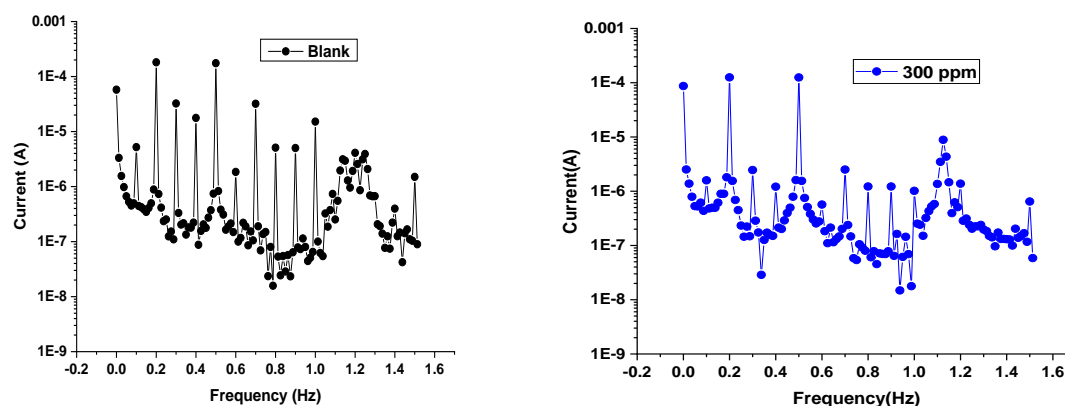 0.001
1E-4
1E-5
1E-6
1E-7
1E-8
1E-9
Current (A)
Blank
-0.2 0.0 0.2 0.4 0.6 0.8 1.0 1.2 1.4 1.6
Frequency (Hz)
0.001
1E-4
1E-5
1E-6
1E-7
1E-8
1E-9
Current(A)
300 ppm
-0.2 0.0 0.2 0.4 0.6 0.8 1.0 1.2 1.4 1.6
Frequency(Hz)